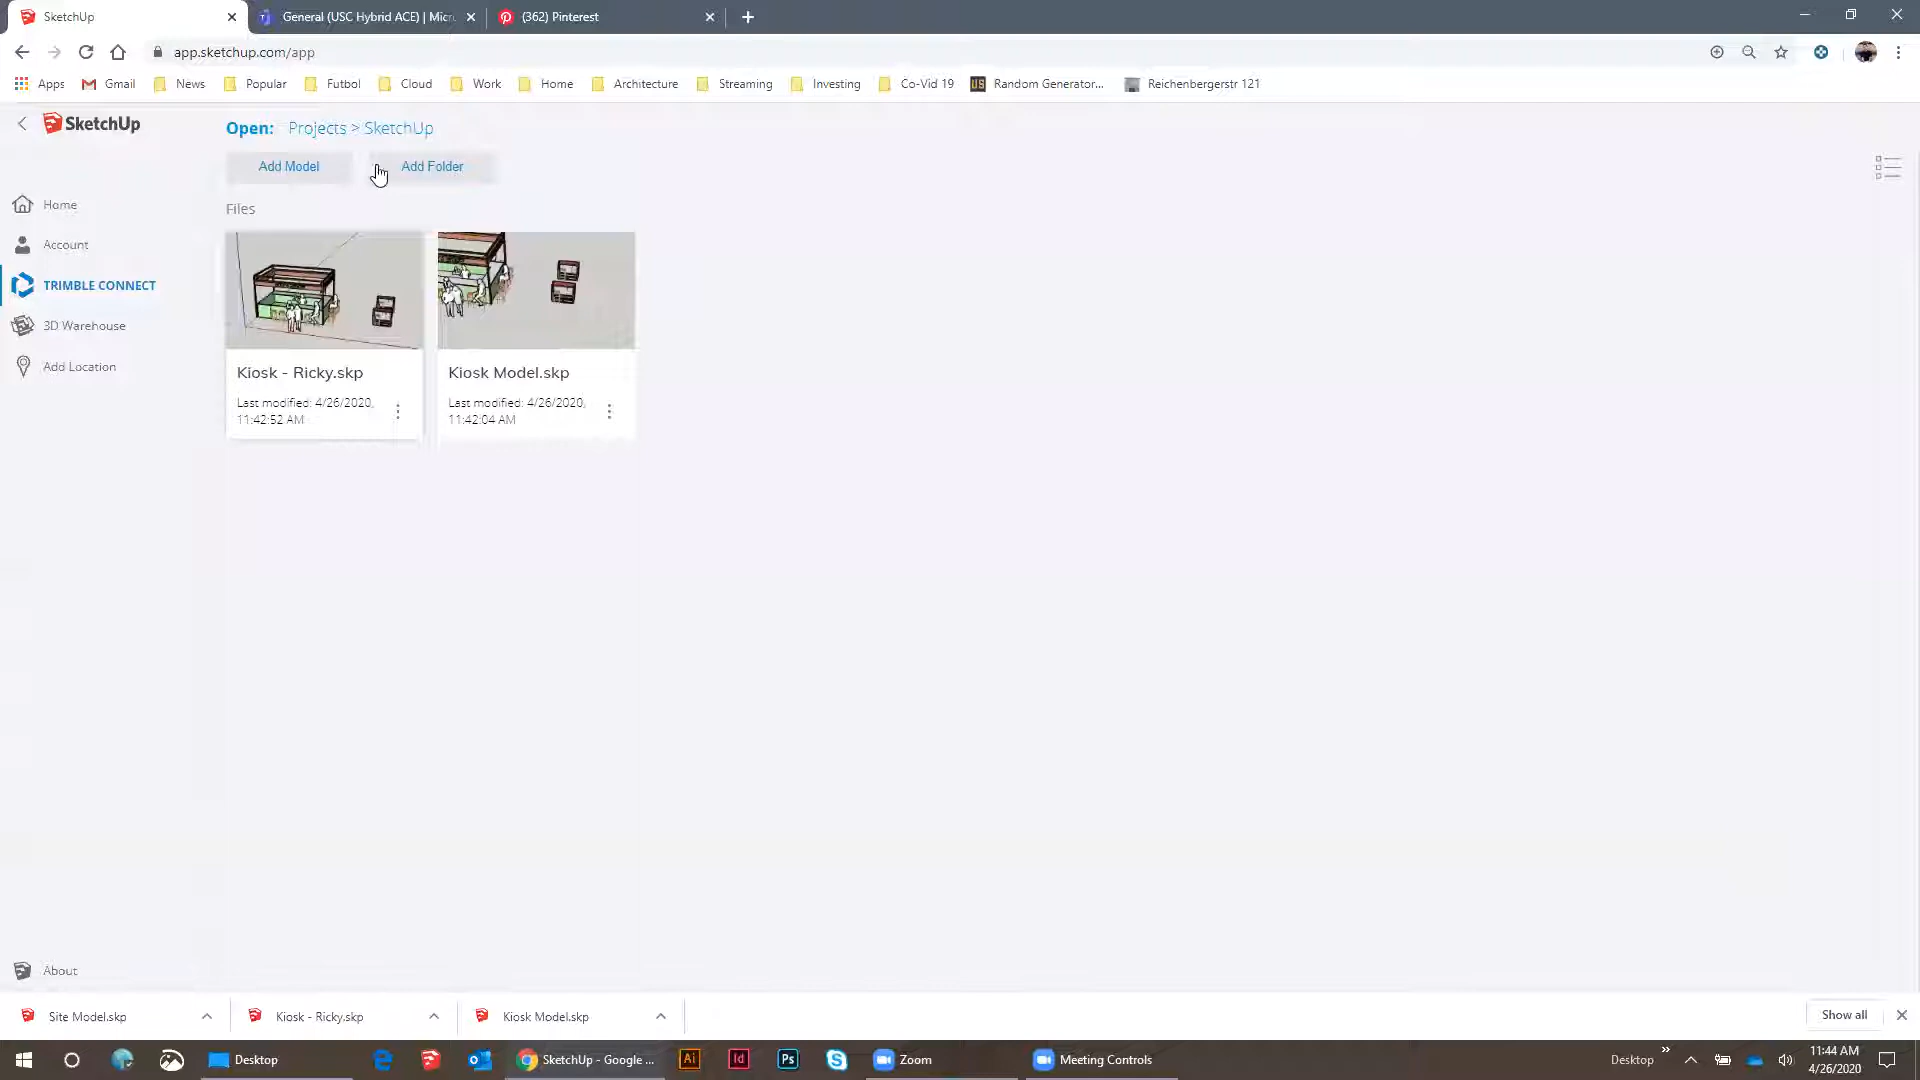 SketchUp
General (USC Hybrid ACE) | Micr
(362) Pinterest
app.sketchup.com/app
Apps
Gmail
News
Popular
Futbol
Cloud
Work
Home
Architecture
Streaming
Investing
Co-Vid 19
Random Generator...
Reichenbergerstr 121
SketchUp
Open: Projects > SketchUp
Add Model
Add Folder
Home
Account
TRIMBLE CONNECT
3D Warehouse
Add Location
Files
Kiosk - Ricky.skp
Last modified: 4/26/2020,
11:42:52 AM
Kiosk Model.skp
Last modified: 4/26/2020,
11:42:04 AM
About
Site Model.skp
Kiosk - Ricky.skp
Kiosk Model.skp
Show all
Desktop
SketchUp - Google ...
Ai
Id
Ps
Zoom
Meeting Controls
Desktop
11:44 AM
4/26/2020